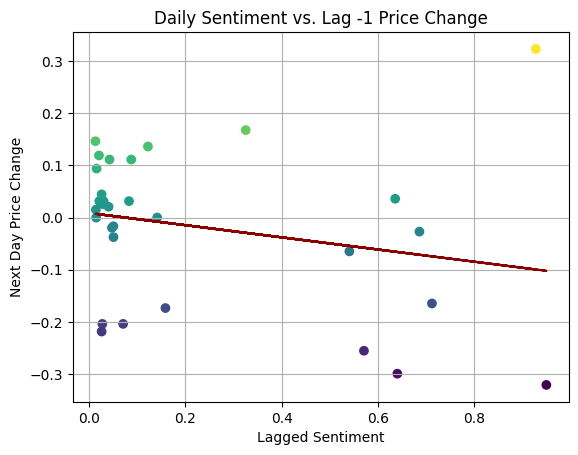 Daily Sentiment vs. Lag -1 Price Change
Next Day Price Change
0.3
0.2
0.1
0.0
−0.1
−0.2
−0.3
0.0 0.2 0.4 0.6 0.8
Lagged Sentiment